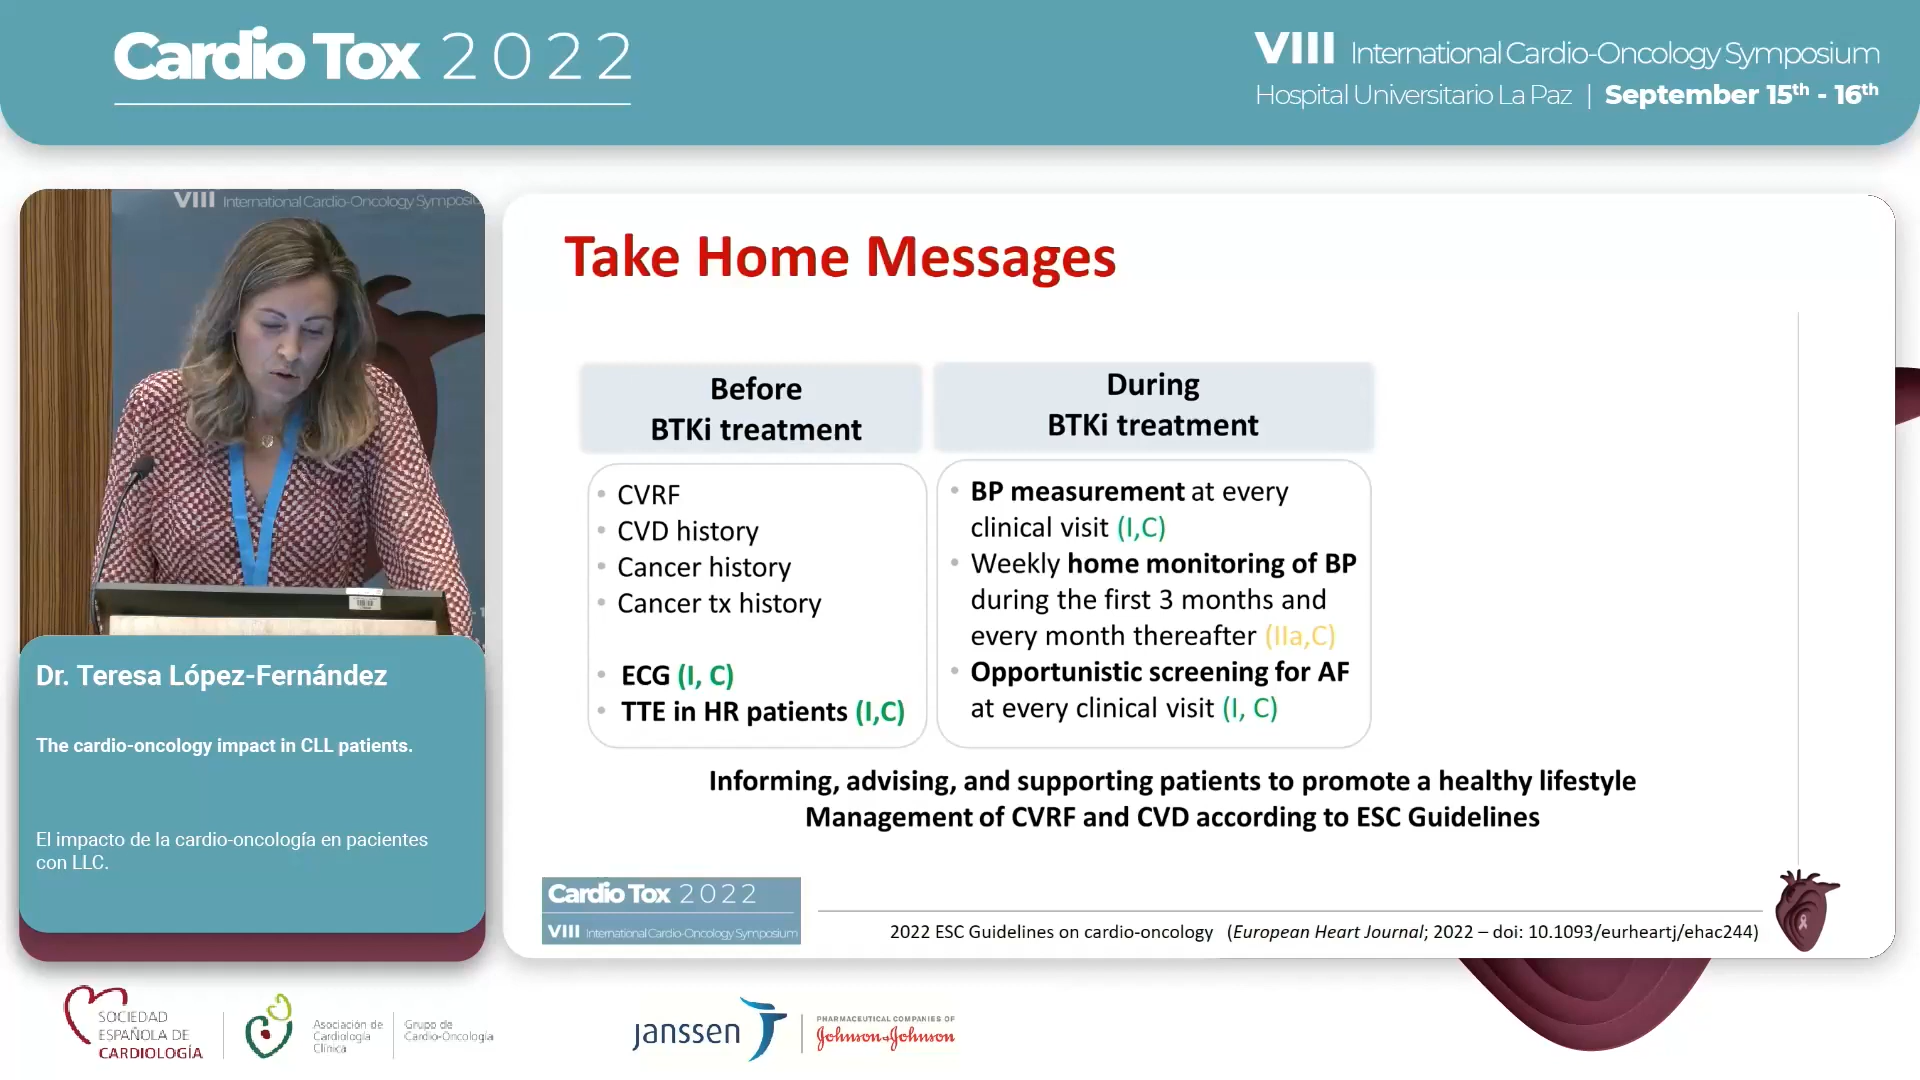 Cardio Tox 2022
VIII International Cardio-Oncology Symposium
Hospital Universitario La Paz | September 15th - 16th
VIII International Cardio-Oncology Symposiu
Dr. Teresa López-Fernández
The cardio-oncology impact in CLL patients.
El impacto de la cardio-oncología en pacientes
con LLC.
Take Home Messages
Before
BTKi treatment
• CVRF
• CVD history
• Cancer history
• Cancer tx history
• ECG (I, C)
• TTE in HR patients (I,C)
During
BTKi treatment
• BP measurement at every
clinical visit (I,C)
• Weekly home monitoring of BP
during the first 3 months and
every month thereafter (IIa,C)
• Opportunistic screening for AF
at every clinical visit (I, C)
Informing, advising, and supporting patients to promote a healthy lifestyle
Management of CVRF and CVD according to ESC Guidelines
Cardio Tox 2022
VIII International Cardio-Oncology Symposium
2022 ESC Guidelines on cardio-oncology (European Heart Journal; 2022 – doi: 10.1093/eurheartj/ehac244)
SOCIEDAD
ESPAÑOLA DE
CARDIOLOGÍA
Asociación de
Cardiología
Clínica
Grupo de
Cardio-Oncología
janssen
PHARMACEUTICAL COMPANIES OF
Johnson & Johnson